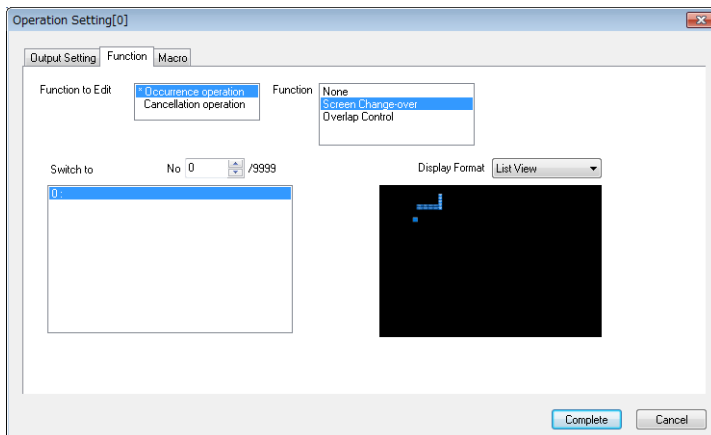 Operation Setting[0]
Output Setting Function Macro
Function to Edit
* Occurrence operation
Cancellation operation
Function
None
Screen Change-over
Overlap Control
Switch to
No 0 /9999
Display Format List View
0 :
Complete Cancel